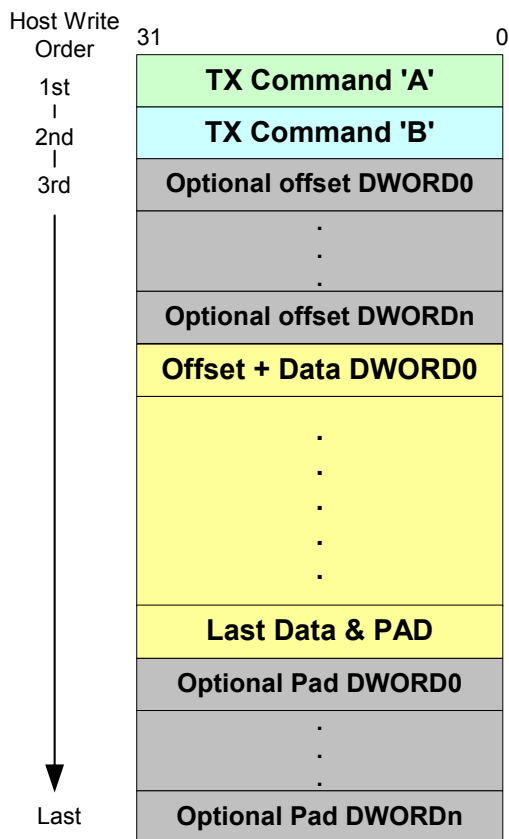 Host Write
Order
31 0
1st
TX Command 'A'
2nd
TX Command 'B'
3rd
Optional offset DWORD0
.
.
.
Optional offset DWORDn
Offset + Data DWORD0
.
.
.
.
.
Last Data & PAD
Optional Pad DWORD0
.
.
.
Last
Optional Pad DWORDn